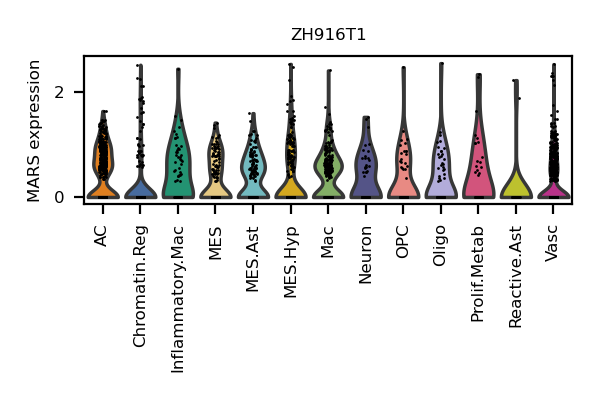 ZH916T1
MARS expression
2
0
AC
Chromatin.Reg
Inflammatory.Mac
MES
MES.Ast
MES.Hyp
Mac
Neuron
OPC
Oligo
Prolif.Metab
Reactive.Ast
Vasc